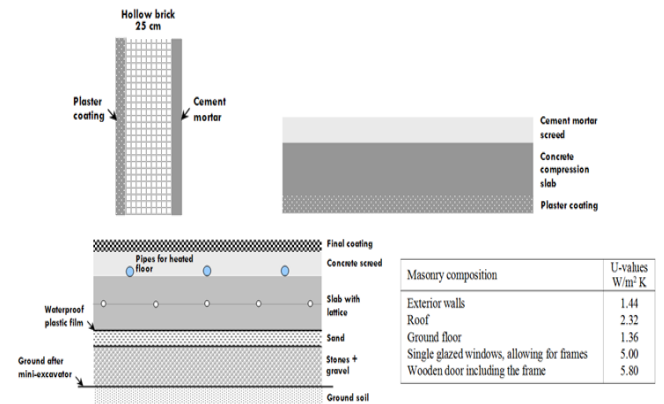 Hollow brick
25 cm
Plaster
coating
Cement
mortar
Cement mortar
screed
Concrete
compression
slab
Plaster coating
Final coating
Pipes for heated
floor
Concrete screed
Slab with
lattice
Waterproof
plastic film
Sand
Stones +
gravel
Ground after
mini-excavator
Ground soil
Masonry composition U-values
W/m² K
Exterior walls 1.44
Roof 2.32
Ground floor 1.36
Single glazed windows, allowing for frames 5.00
Wooden door including the frame 5.80